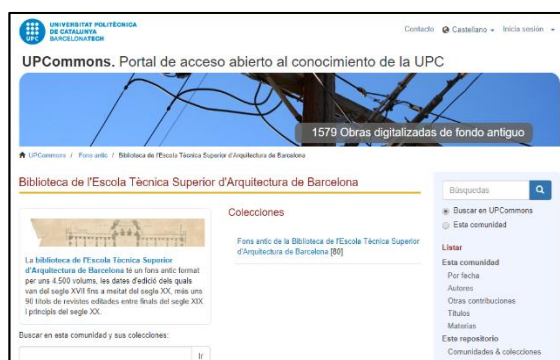 UNIVERSITAT POLITÈCNICA
DE CATALUNYA
BARCELONATECH
UPC
Contacto Castellano Inicia sesión
UPCommons. Portal de acceso abierto al conocimiento de la UPC
1579 Obras digitalizadas de fondo antiguo
UPCommons / Fons antic / Biblioteca de l'Escola Tècnica Superior d'Arquitectura de Barcelona
Biblioteca de l'Escola Tècnica Superior d'Arquitectura de Barcelona
La biblioteca de l'Escola Tècnica Superior
d'Arquitectura de Barcelona té un fons antic format
per uns 4.500 volums, les dates d'edició dels quals
van del segle XVII fins a meitat del segle XX, més uns
90 títols de revistes editades entre finals del segle XIX
i principis del segle XX.
Buscar en esta comunidad y sus colecciones:
Ir
Colecciones
Fons antic de la Biblioteca de l'Escola Tècnica Superior
d'Arquitectura de Barcelona [80]
Búsquedas
Buscar en UPCommons
Esta comunidad
Listar
Esta comunidad
Por fecha
Autores
Otras contribuciones
Títulos
Materias
Este repositorio
Comunidades & colecciones